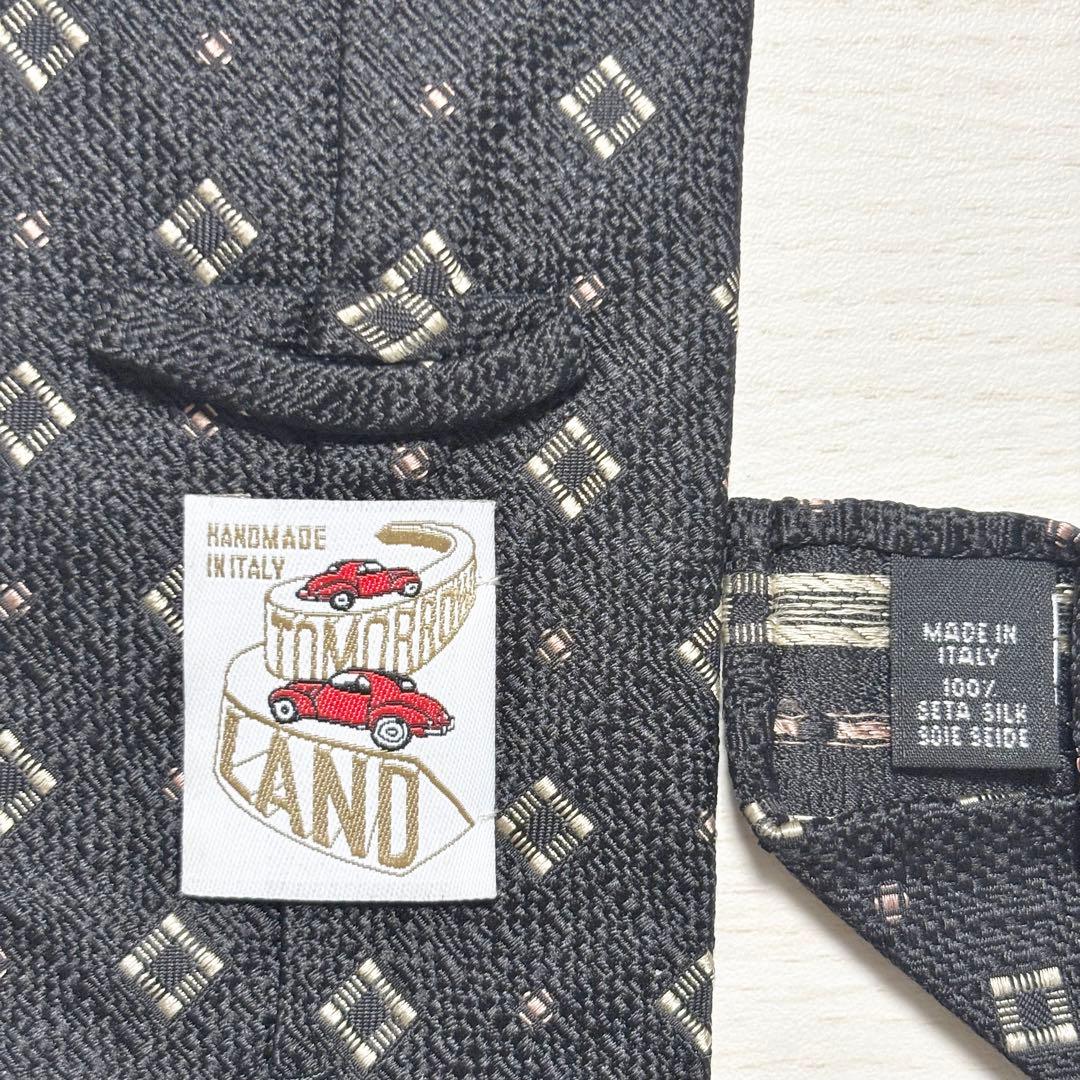 HANDMADE
IN ITALY
TOMORROW
LAND
MADE IN
ITALY
100%
SETA SILK
SOIE SEIDE